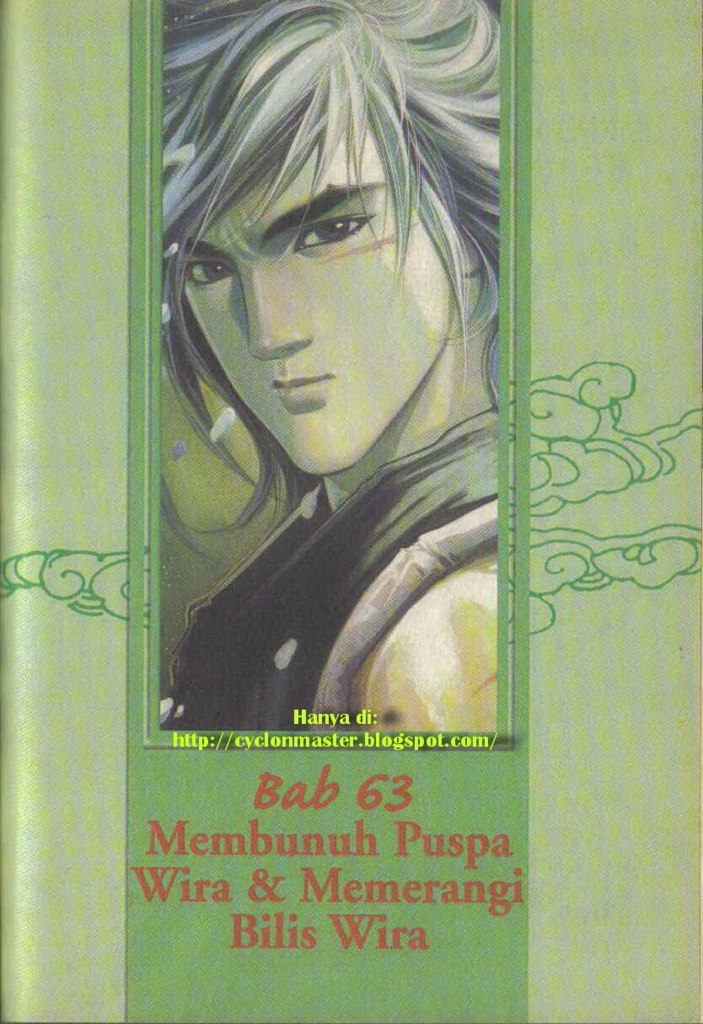 Hanya di:
http://cyclonmaster.blogspot.com/
Bab 63
Membunuh Puspa
Wira & Memerangi
Bilis Wira